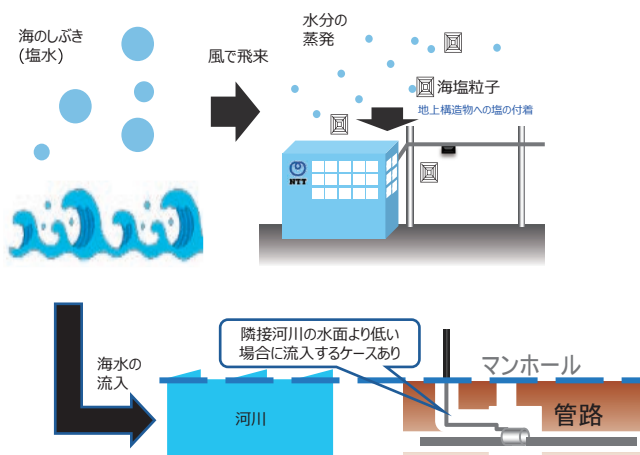 海のしぶき
(塩水)
風で飛来
水分の
蒸発
海塩粒子
地上構造物への塩の付着
NTT
海水の
流入
隣接河川の水面より低い
場合に流入するケースあり
マンホール
河川
管路